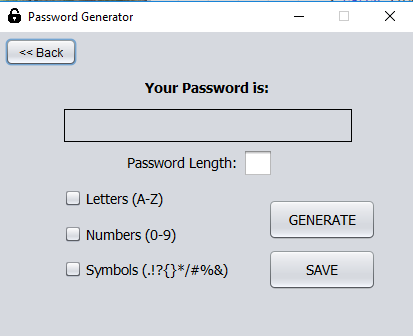 Password Generator
<< Back
Your Password is:
Password Length:
Letters (A-Z)
Numbers (0-9)
GENERATE
Symbols (.!?{}*/#%&)
SAVE